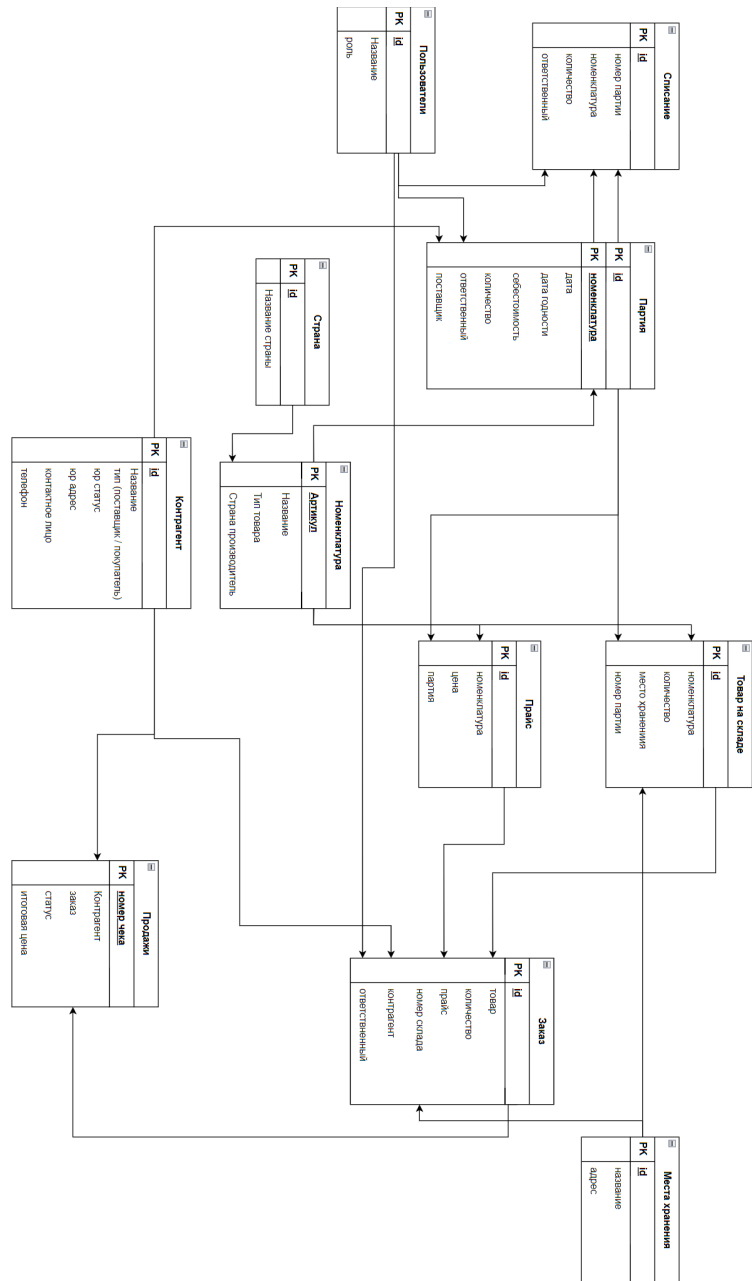 Списание
PK
id
номер партии
номенклатура
количество
ответственный
Пользователи
PK
id
Название
роль
Партия
PK
id
PK
номенклатура
дата
дата годности
себестоимость
количество
ответственный
поставщик
Страна
PK
id
Название страны
Номенклатура
PK
Артикул
Название
Тип товара
Страна производитель
Контрагент
PK
id
Название
тип (поставщик / покупатель)
юр статус
юр адрес
контактное лицо
телефон
Товар на складе
PK
id
номенклатура
количество
место хранениия
номер партии
Прайс
PK
id
номенклатура
цена
партия
Заказ
PK
id
товар
количество
прайс
номер склада
контрагент
ответствненный
Продажи
PK
номер чека
Контрагент
заказ
статус
итоговая цена
Места хранения
PK
id
название
адрес